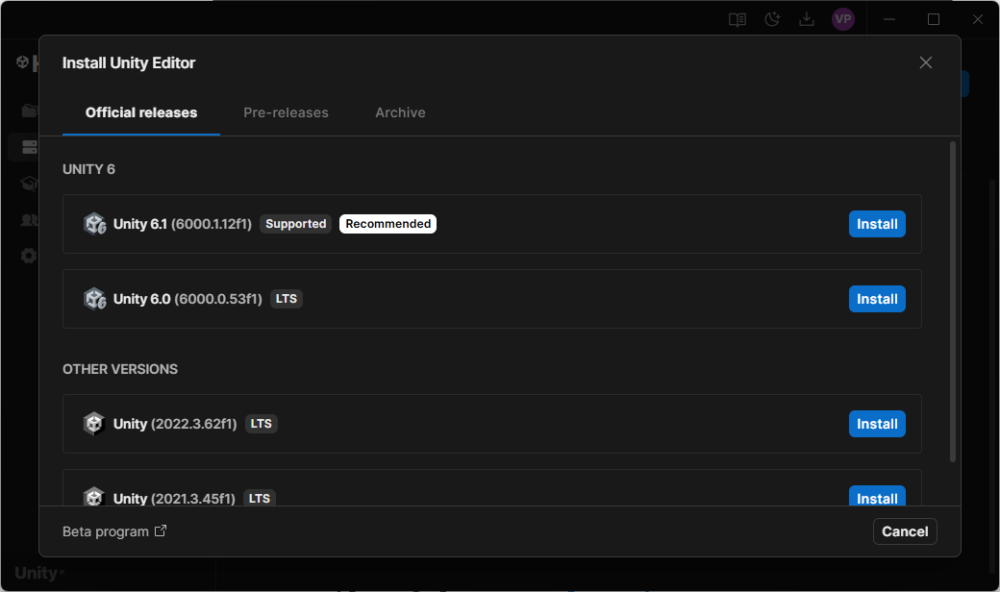 VP
Install Unity Editor
Official releases Pre-releases Archive
UNITY 6
Unity 6.1 (6000.1.12f1) Supported Recommended Install
Unity 6.0 (6000.0.53f1) LTS Install
OTHER VERSIONS
Unity (2022.3.62f1) LTS Install
Unity (2021.3.45f1) LTS Install
Beta program Cancel
Unity